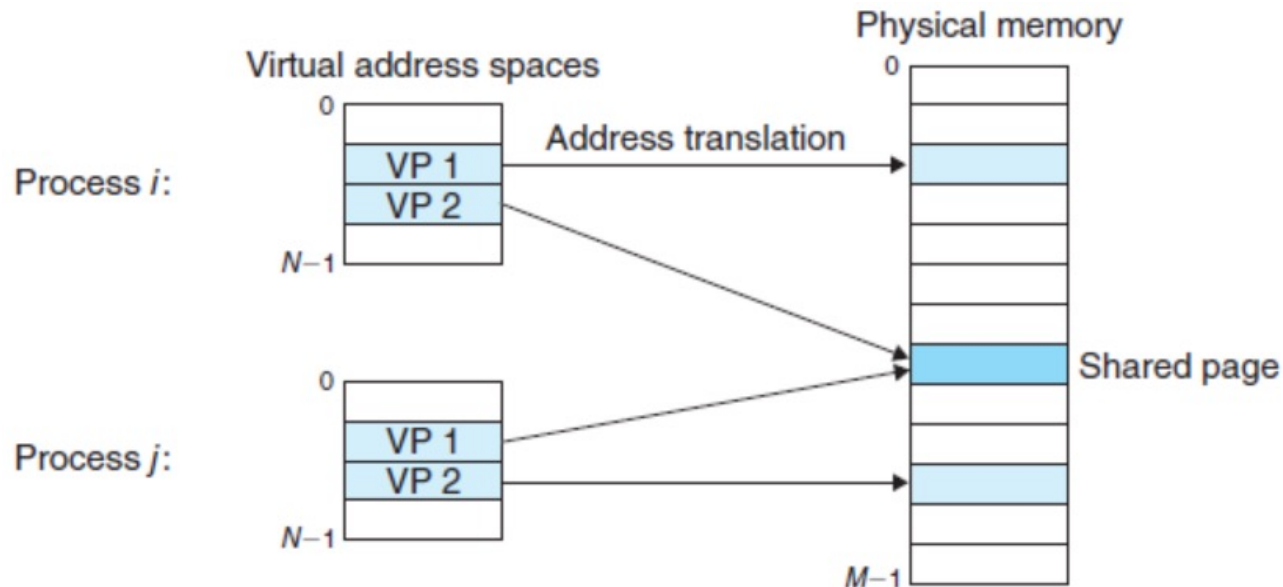 Physical memory
Virtual address spaces
0
0
Address translation
Process i:
VP 1
VP 2
N−1
Shared page
0
Process j:
VP 1
VP 2
N−1
M−1